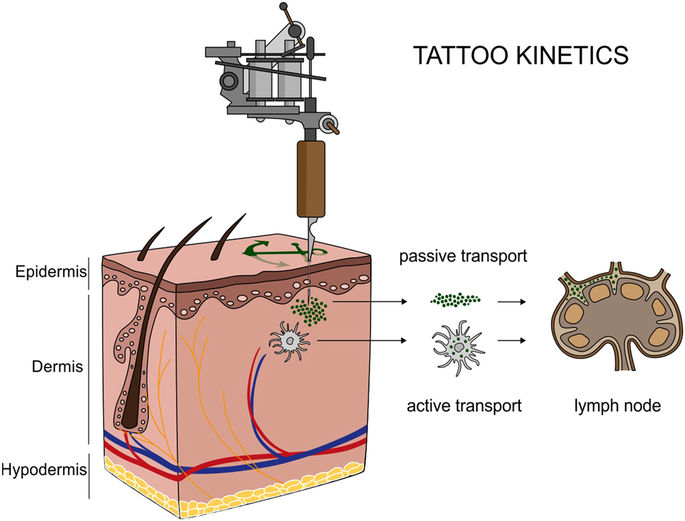 TATTOO KINETICS
Epidermis
passive transport
Dermis
active transport
lymph node
Hypodermis